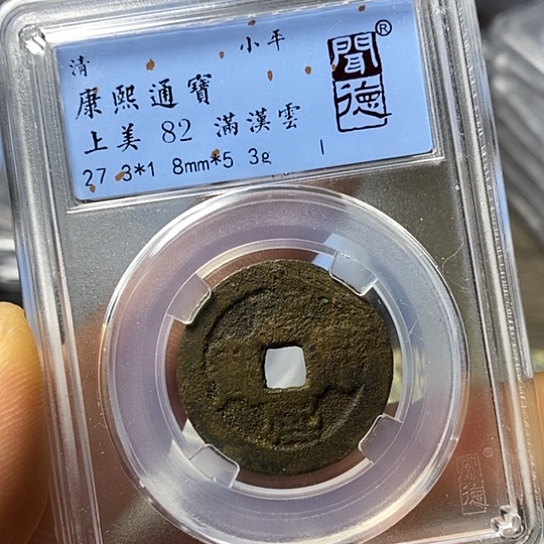 清 小平
康熙通寶
上美 82 滿漢雲
27.3*1.8mm*5.3g
聞德
®